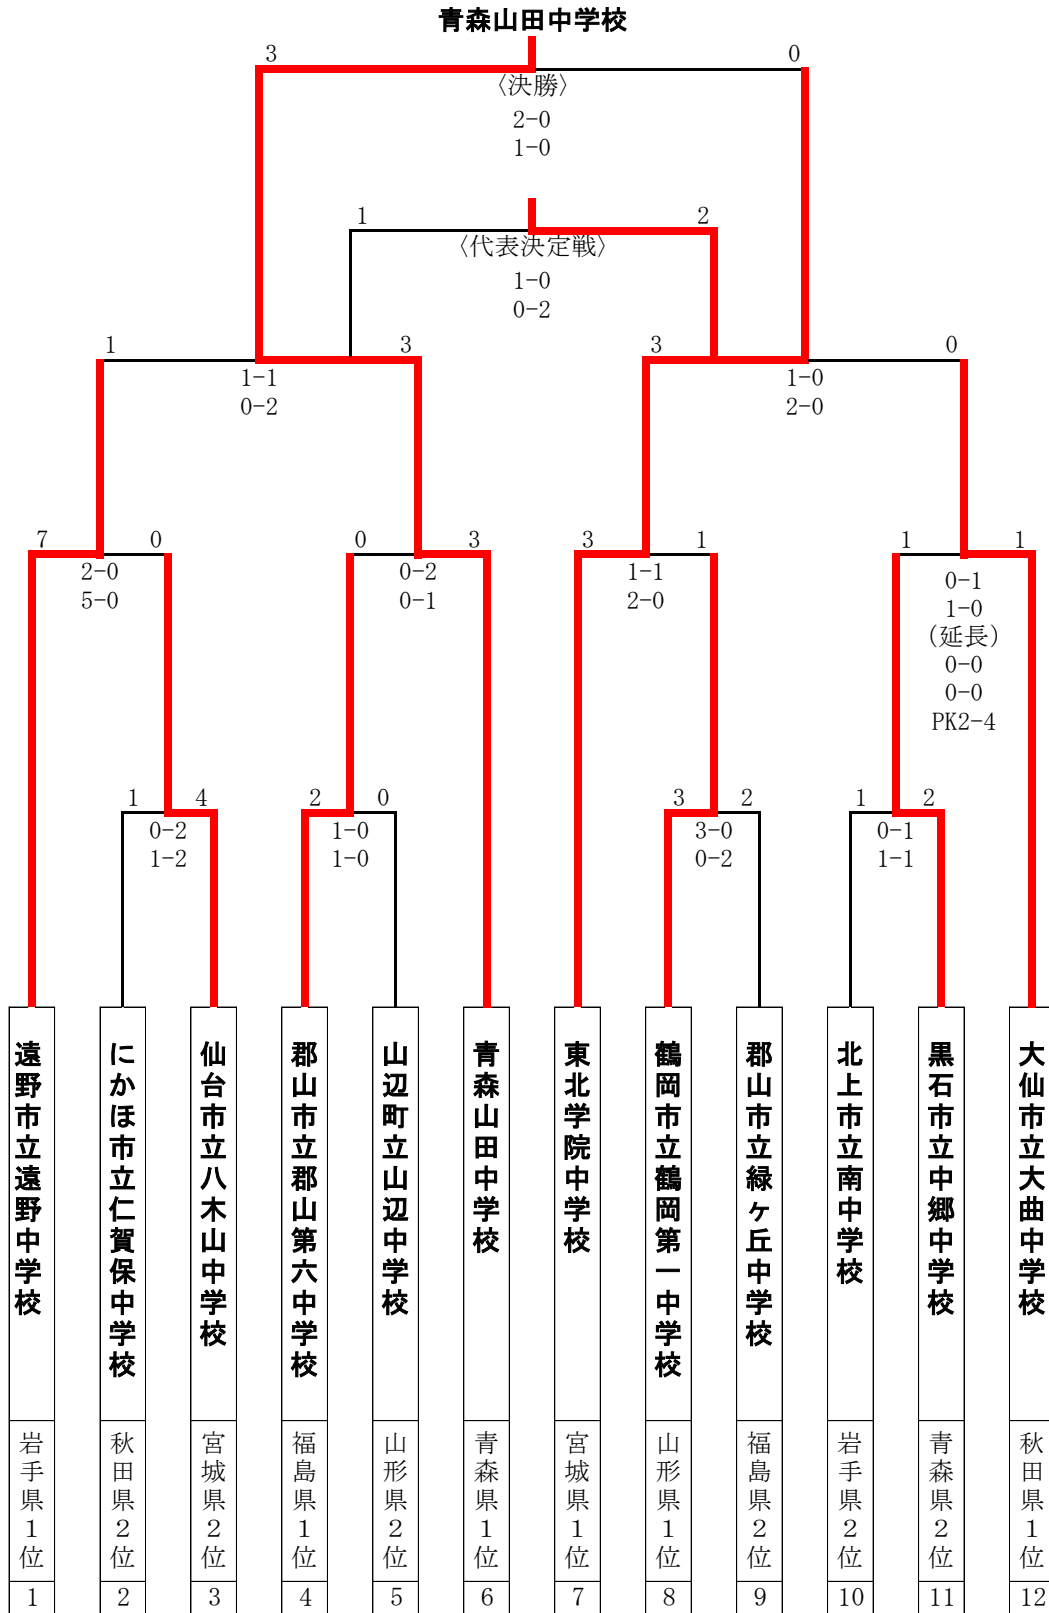 青森山田中学校
3 0
〈決勝〉
2-0
1-0
1 2
〈代表決定戦〉
1-0
0-2
1 3 3 0
1-1 1-0
0-2 2-0
7 0 0 3 3 1 1 1
2-0 0-2 1-1 0-1
5-0 0-1 2-0 1-0
(延長)
0-0
0-0
PK2-4
1 4 2 0 3 2 1 2
0-2 1-0 3-0 0-1
1-2 1-0 0-2 1-1
遠野市立遠野中学校
にかほ市立仁賀保中学校
仙台市立八木山中学校
郡山市立郡山第六中学校
山辺町立山辺中学校
青森山田中学校
東北学院中学校
鶴岡市立鶴岡第一中学校
郡山市立緑ヶ丘中学校
北上市立南中学校
黒石市立中郷中学校
大仙市立大曲中学校
岩手県1位
秋田県2位
宮城県2位
福島県1位
山形県2位
青森県1位
宮城県1位
山形県1位
福島県2位
岩手県2位
青森県2位
秋田県1位
1 2 3 4 5 6 7 8 9 10 11 12